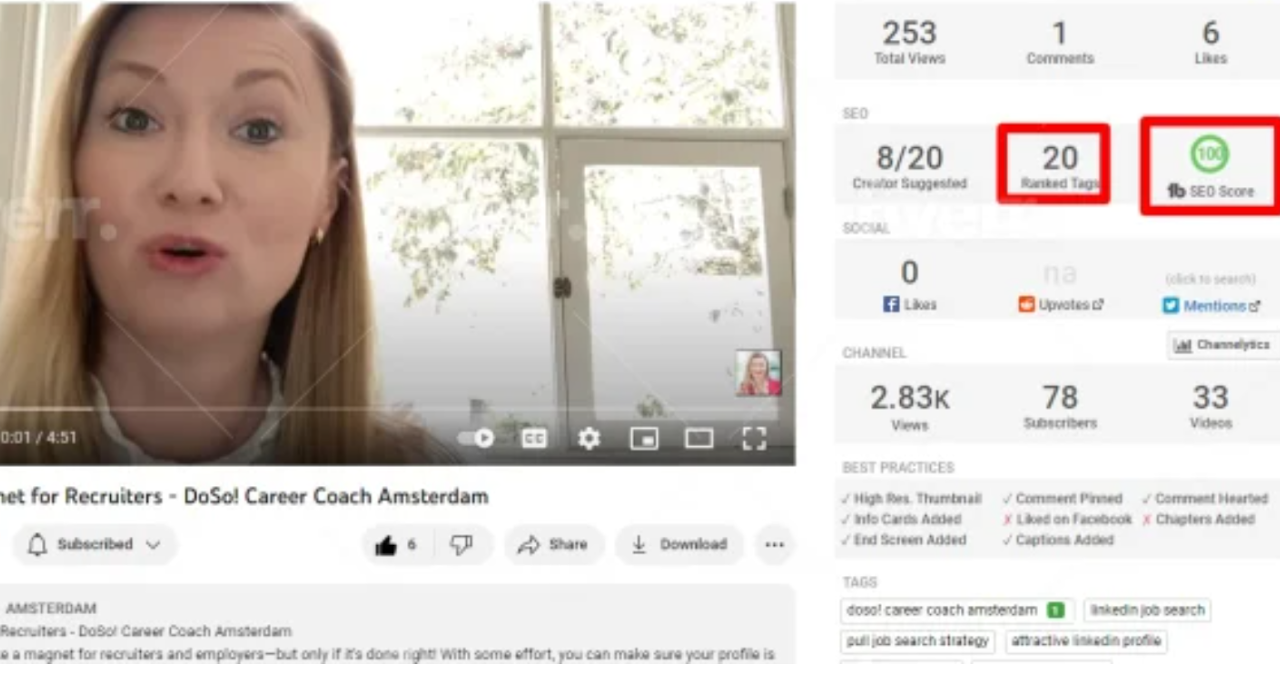 253 1 6
Total Views Comments Likes
SEO
8/20 20 100
Creator Suggested Ranked Tags tb SEO Score
SOCIAL
0 na (click to search)
Likes Upvotes Mentions
Channelytics
CHANNEL
2.83K 78 33
Views Subscribers Videos
BEST PRACTICES
✓ High Res. Thumbnail ✓ Comment Pinned ✓ Comment Hearted
✓ Info Cards Added ✗ Liked on Facebook ✗ Chapters Added
✓ End Screen Added ✓ Captions Added
TAGS
doso! career coach amsterdam 1 linkedin job search
pull job search strategy attractive linkedin profile
err.
0:01 / 4:51 CC
net for Recruiters - DoSo! Career Coach Amsterdam
Subscribed 6 Share Download ...
AMSTERDAM
Recruiters - DoSo! Career Coach Amsterdam
e a magnet for recruiters and employers—but only if it's done right! With some effort, you can make sure your profile is